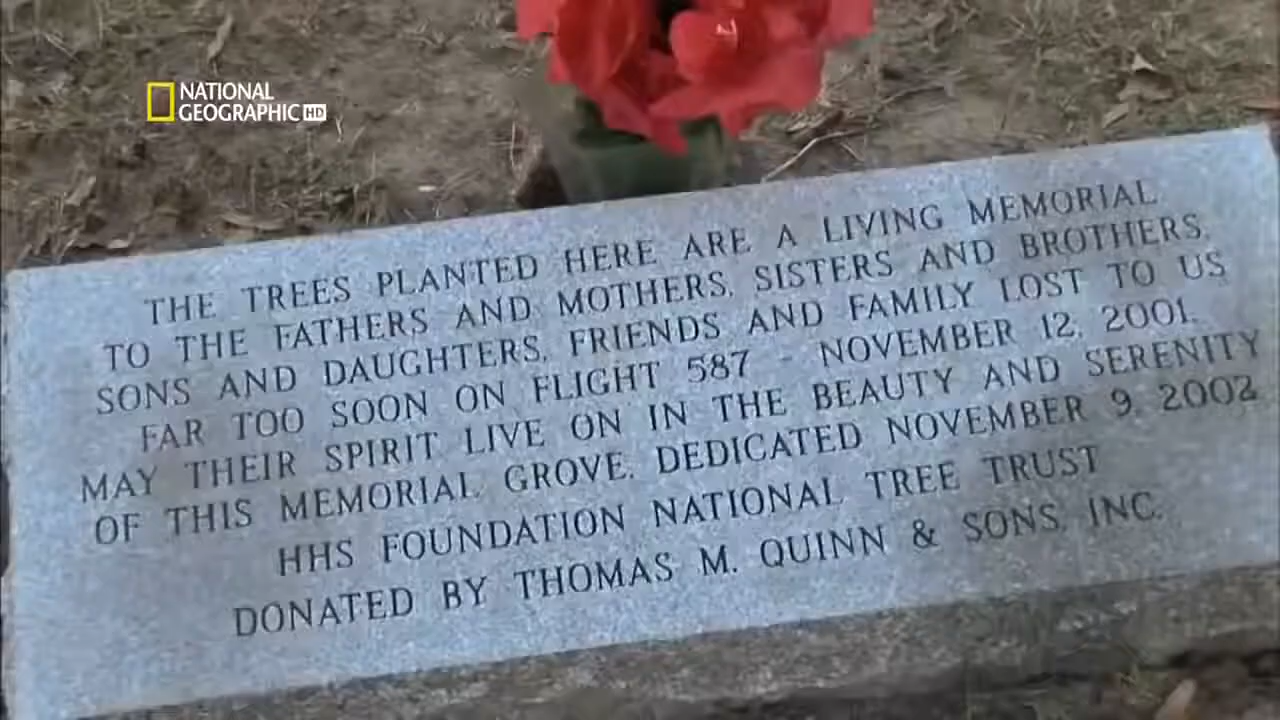 NATIONAL
GEOGRAPHIC HD
THE TREES PLANTED HERE ARE A LIVING MEMORIAL
TO THE FATHERS AND MOTHERS, SISTERS AND BROTHERS,
SONS AND DAUGHTERS, FRIENDS AND FAMILY LOST TO US
FAR TOO SOON ON FLIGHT 587 - NOVEMBER 12, 2001.
MAY THEIR SPIRIT LIVE ON IN THE BEAUTY AND SERENITY
OF THIS MEMORIAL GROVE. DEDICATED NOVEMBER 9, 2002
HHS FOUNDATION NATIONAL TREE TRUST
DONATED BY THOMAS M. QUINN & SONS, INC.